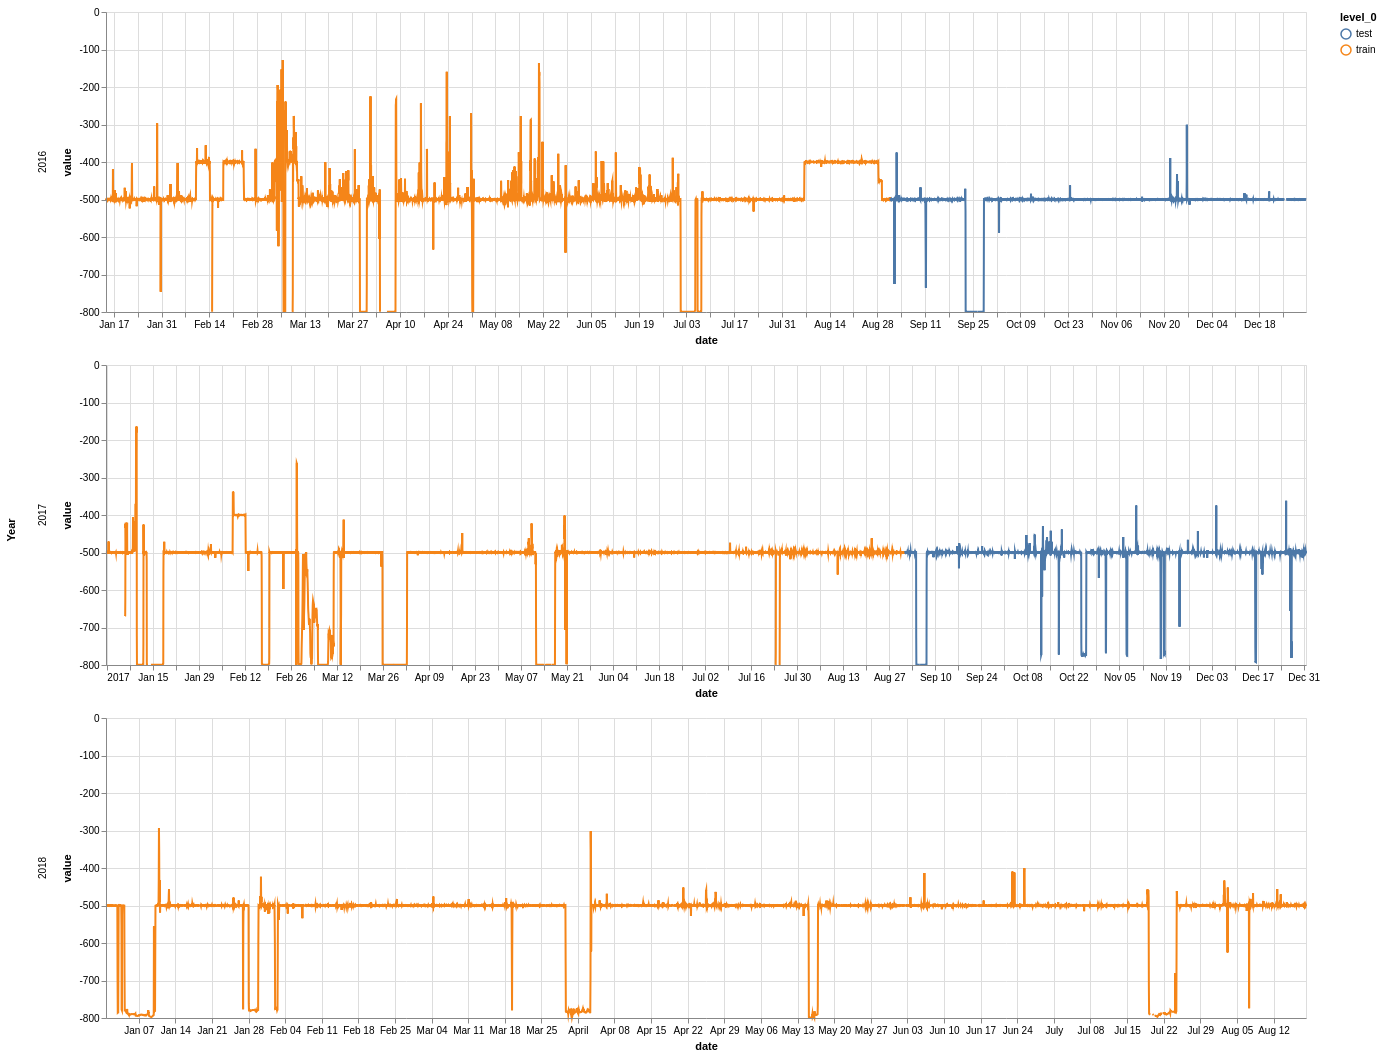 level_0
test
train
Year
2016
value
0
-100
-200
-300
-400
-500
-600
-700
-800
Jan 17 Jan 31 Feb 14 Feb 28 Mar 13 Mar 27 Apr 10 Apr 24 May 08 May 22 Jun 05 Jun 19 Jul 03 Jul 17 Jul 31 Aug 14 Aug 28 Sep 11 Sep 25 Oct 09 Oct 23 Nov 06 Nov 20 Dec 04 Dec 18
date
2017
value
0
-100
-200
-300
-400
-500
-600
-700
-800
2017 Jan 15 Jan 29 Feb 12 Feb 26 Mar 12 Mar 26 Apr 09 Apr 23 May 07 May 21 Jun 04 Jun 18 Jul 02 Jul 16 Jul 30 Aug 13 Aug 27 Sep 10 Sep 24 Oct 08 Oct 22 Nov 05 Nov 19 Dec 03 Dec 17 Dec 31
date
2018
value
0
-100
-200
-300
-400
-500
-600
-700
-800
Jan 07 Jan 14 Jan 21 Jan 28 Feb 04 Feb 11 Feb 18 Feb 25 Mar 04 Mar 11 Mar 18 Mar 25 April Apr 08 Apr 15 Apr 22 Apr 29 May 06 May 13 May 20 May 27 Jun 03 Jun 10 Jun 17 Jun 24 July Jul 08 Jul 15 Jul 22 Jul 29 Aug 05 Aug 12
date